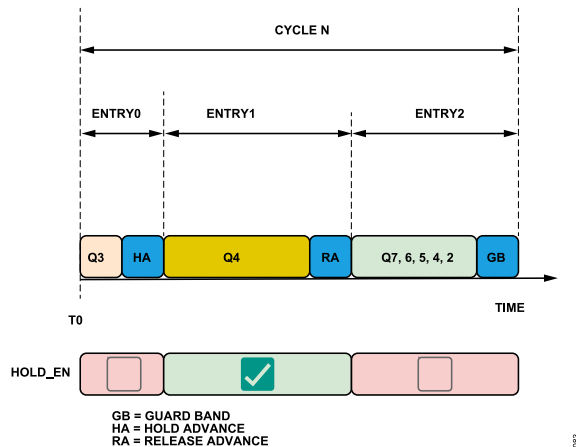 CYCLE N
ENTRY0 ENTRY1 ENTRY2
Q3 HA Q4 RA Q7, 6, 5, 4, 2 GB
TIME
T0
HOLD_EN
GB = GUARD BAND
HA = HOLD ADVANCE
RA = RELEASE ADVANCE